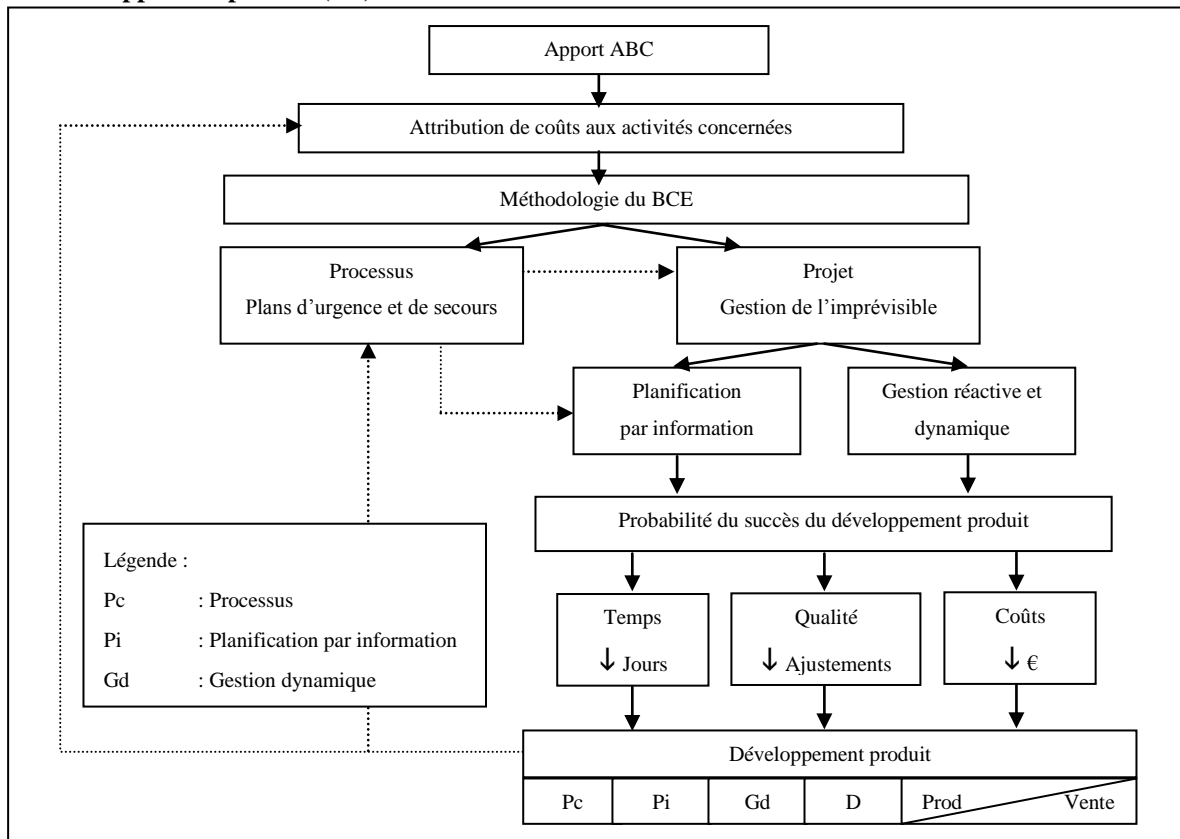 Apport ABC
Attribution de coûts aux activités concernées
Méthodologie du BCE
Processus
Plans d'urgence et de secours
Projet
Gestion de l'imprévisible
Planification
par information
Gestion réactive et
dynamique
Probabilité du succès du développement produit
Légende :
Pc : Processus
Pi : Planification par information
Gd : Gestion dynamique
Temps
↓ Jours
Qualité
↓ Ajustements
Coûts
↓ €
Développement produit
Pc Pi Gd D Prod Vente